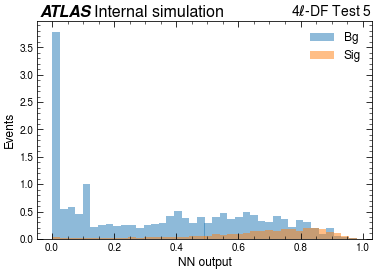 ATLAS Internal simulation 4ℓ-DF Test 5
Bg
Sig
Events
3.5
3.0
2.5
2.0
1.5
1.0
0.5
0.0
0.0 0.2 0.4 0.6 0.8 1.0
NN output